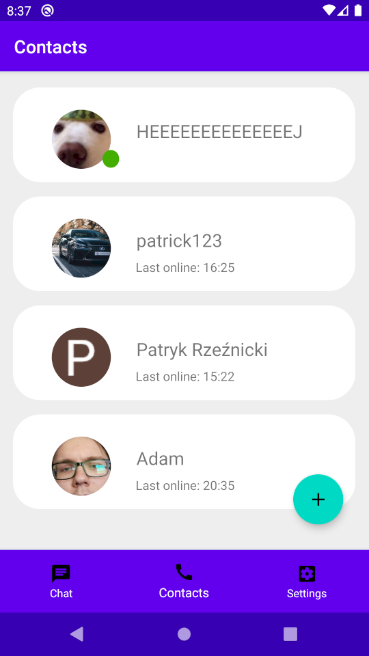 8:37
Contacts
HEEEEEEEEEEEEEEJ
patrick123
Last online: 16:25
P
Patryk Rzeźnicki
Last online: 15:22
Adam
Last online: 20:35
Chat
Contacts
Settings